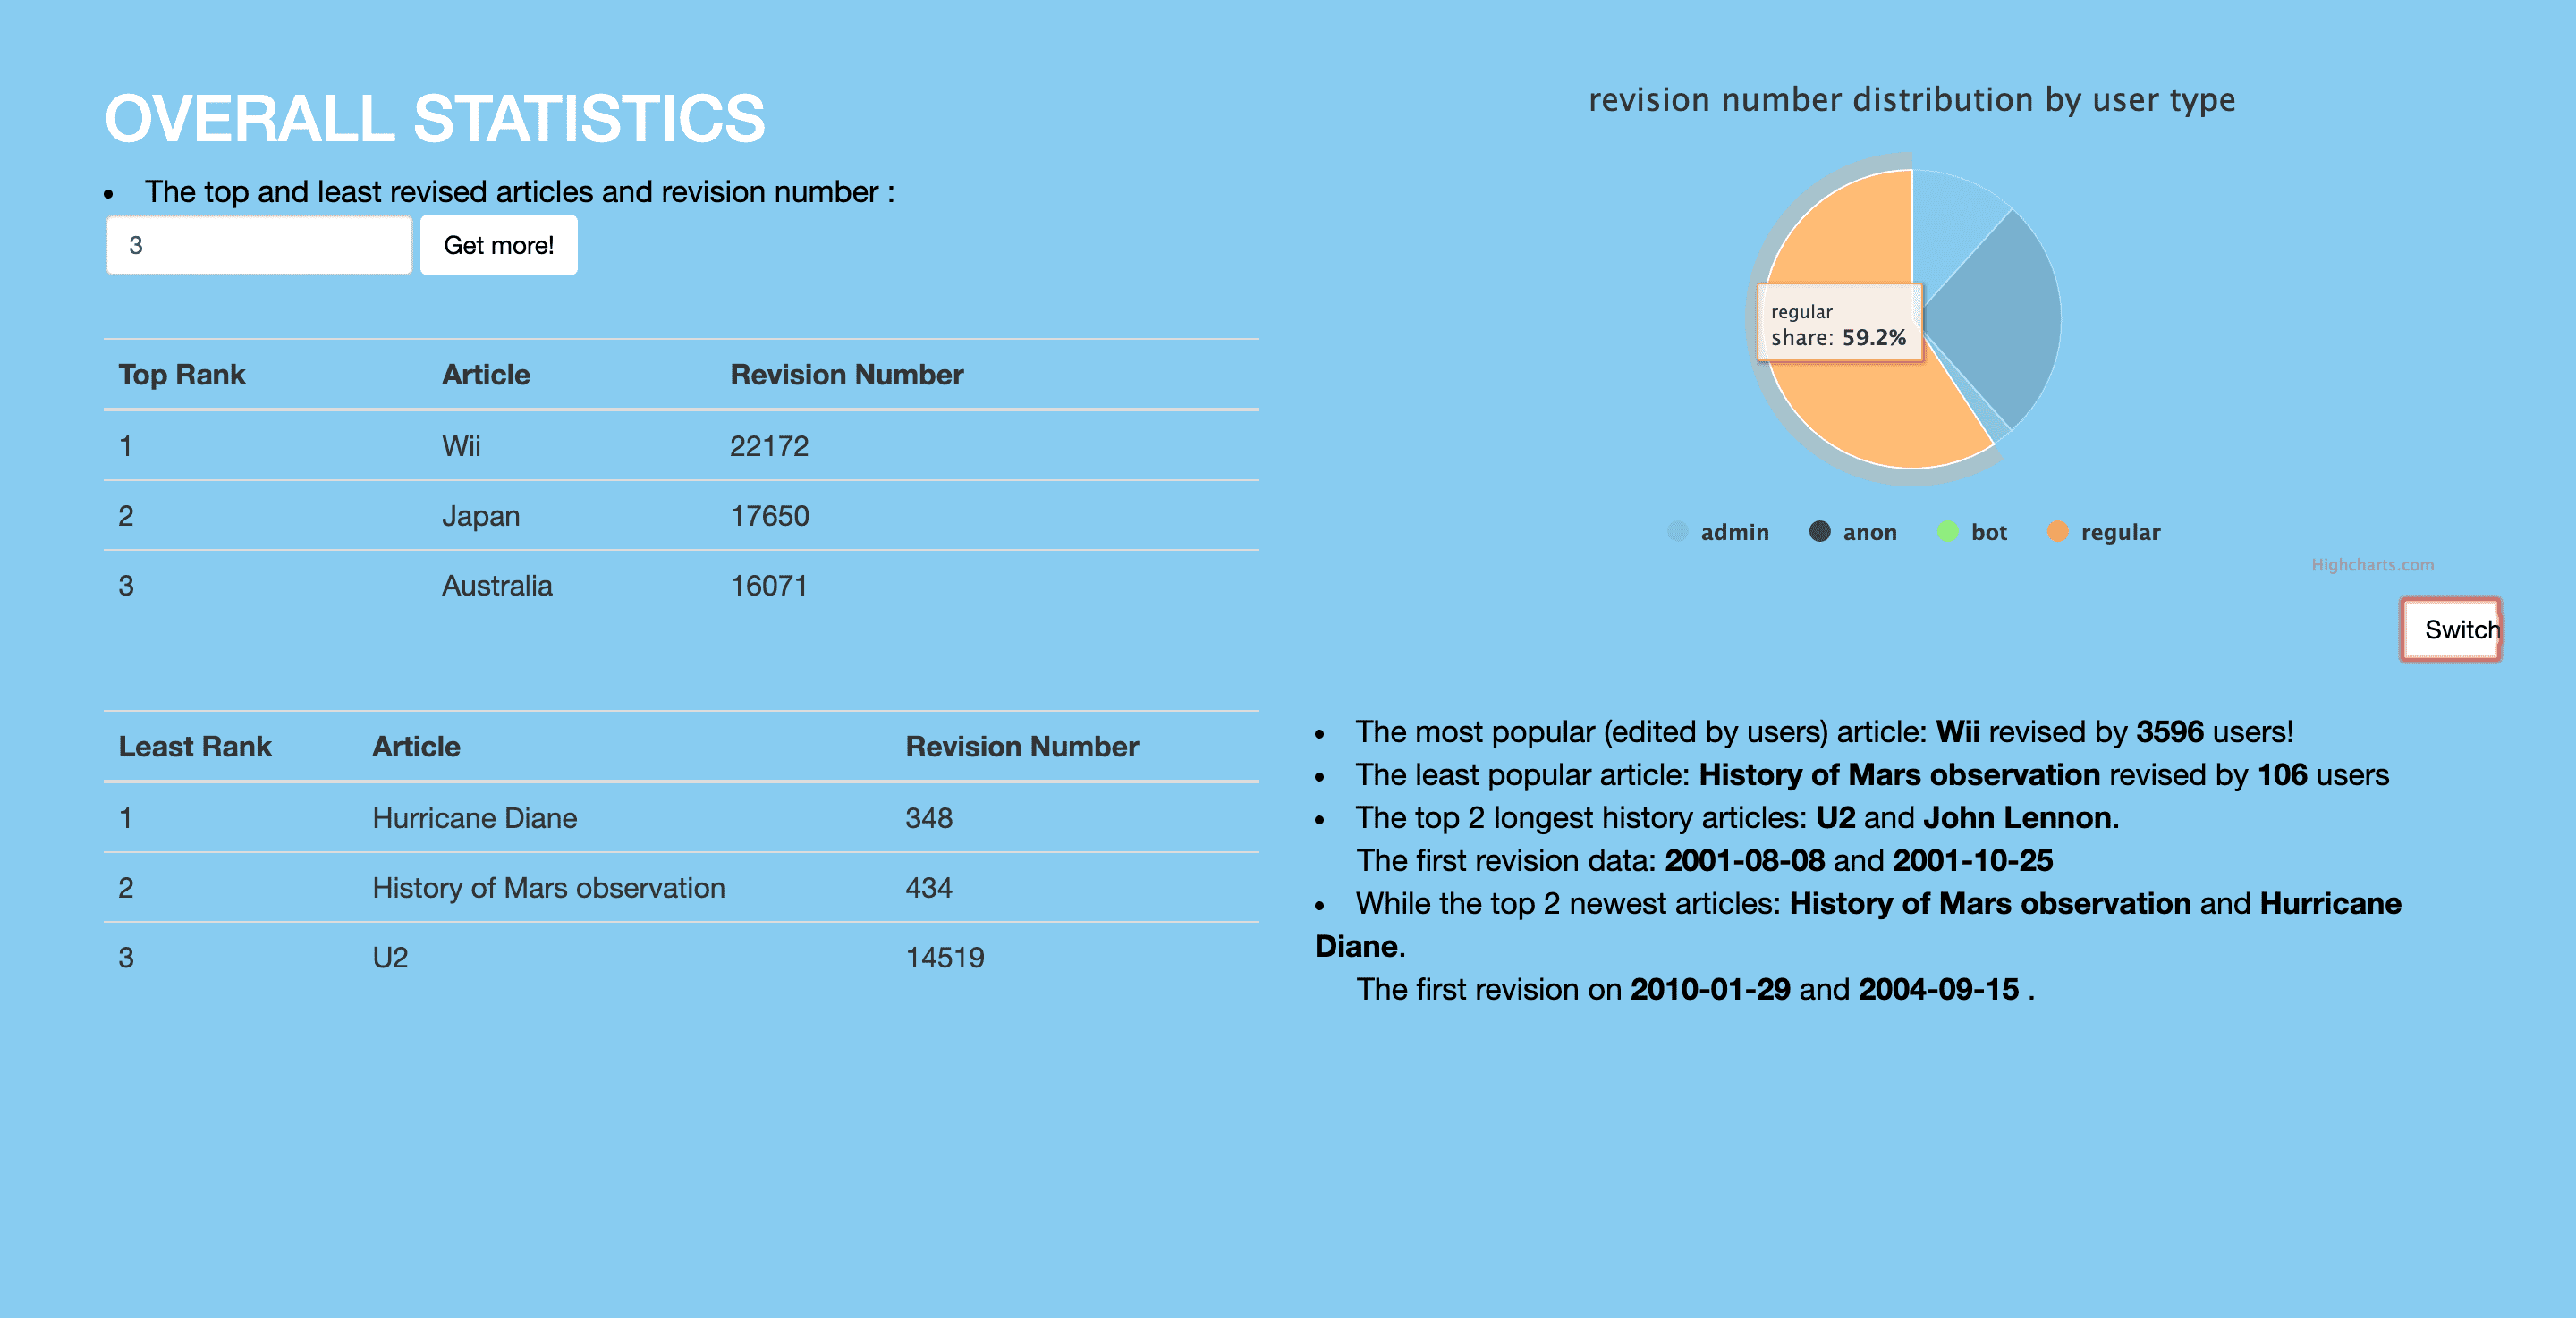 OVERALL STATISTICS
• The top and least revised articles and revision number :
3 Get more!
Top Rank Article Revision Number
1 Wii 22172
2 Japan 17650
3 Australia 16071
Least Rank Article Revision Number
1 Hurricane Diane 348
2 History of Mars observation 434
3 U2 14519
revision number distribution by user type
regular
share: 59.2%
admin anon bot regular
Highcharts.com
Switch
• The most popular (edited by users) article: Wii revised by 3596 users!
• The least popular article: History of Mars observation revised by 106 users
• The top 2 longest history articles: U2 and John Lennon.
The first revision data: 2001-08-08 and 2001-10-25
• While the top 2 newest articles: History of Mars observation and Hurricane
Diane.
The first revision on 2010-01-29 and 2004-09-15 .